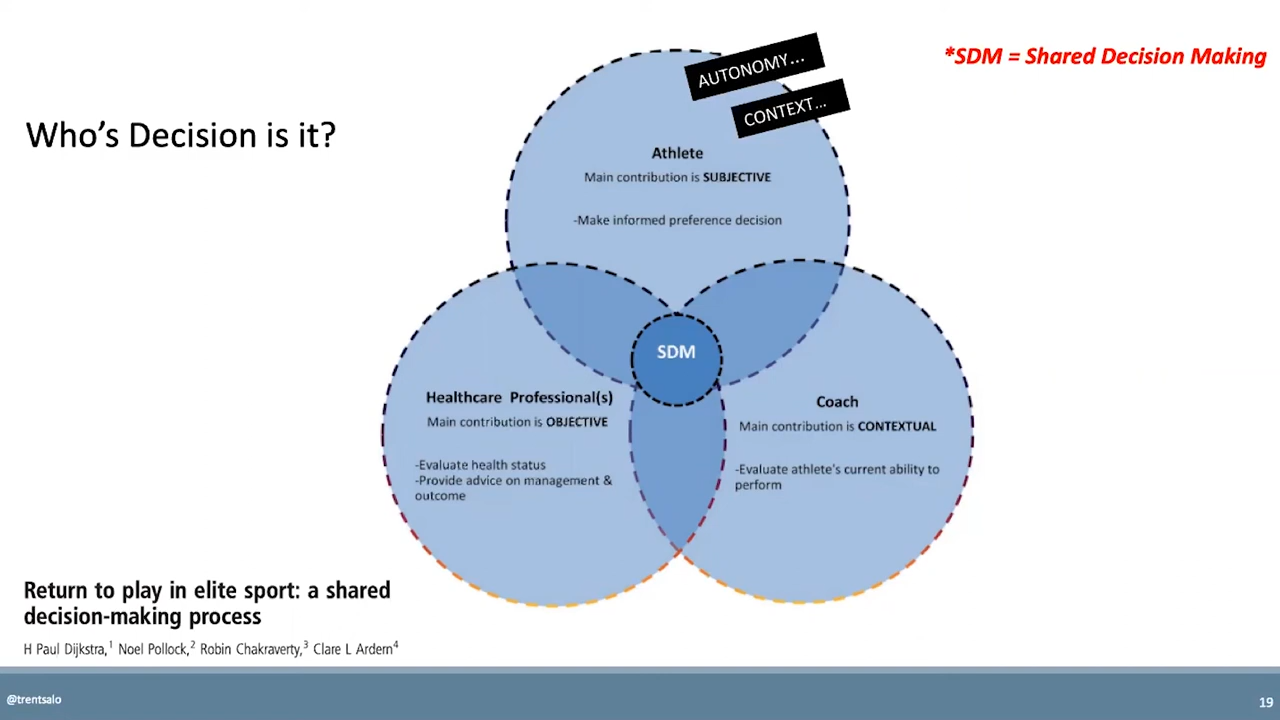 *SDM = Shared Decision Making
Who's Decision is it?
AUTONOMY...
CONTEXT...
Athlete
Main contribution is SUBJECTIVE
-Make informed preference decision
SDM
Healthcare Professional(s)
Main contribution is OBJECTIVE
-Evaluate health status
-Provide advice on management &
outcome
Coach
Main contribution is CONTEXTUAL
-Evaluate athlete's current ability to
perform
Return to play in elite sport: a shared
decision-making process
H Paul Dijkstra,1 Noel Pollock,2 Robin Chakraverty,3 Clare L Ardern4
@trentsalo
19